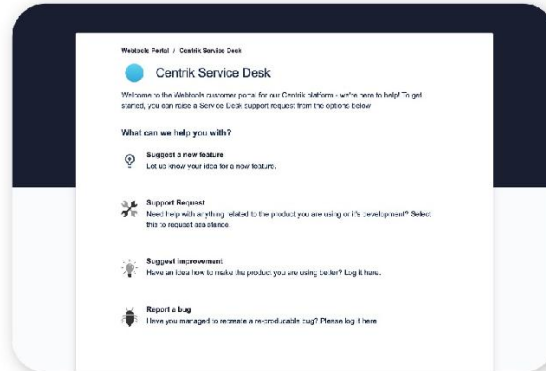 Webtools Portal / Centrik Service Desk
Centrik Service Desk
Welcome to the Webtools customer portal for our Centrik platform - we're here to help! To get
started, you can raise a Service Desk support request from the options below
What can we help you with?
Suggest a new feature
Let us know your idea for a new feature.
Support Request
Need help with anything related to the product you are using or it's development? Select
this to request assistance.
Suggest improvement
Have an idea how to make the product you are using better? Log it here.
Report a bug
Have you managed to recreate a re-producable bug? Please log it here